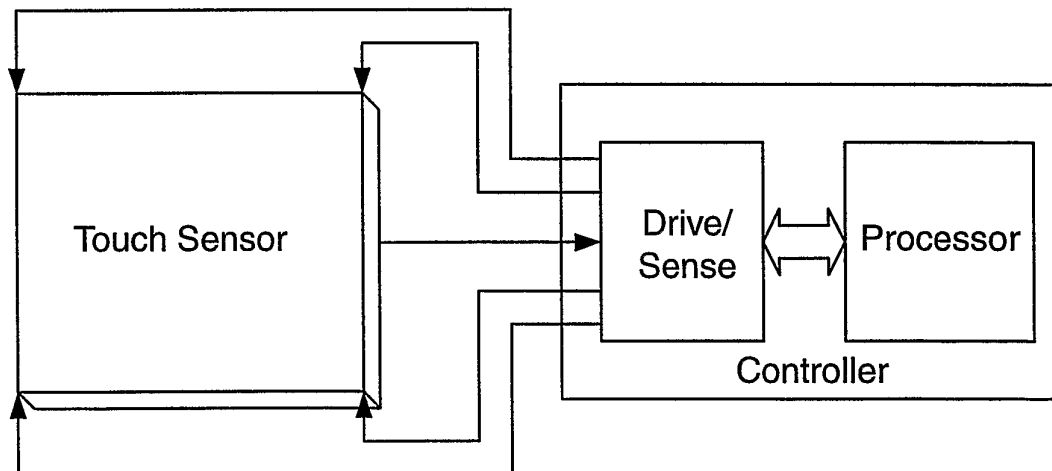 Touch Sensor
Drive/
Sense
Processor
Controller